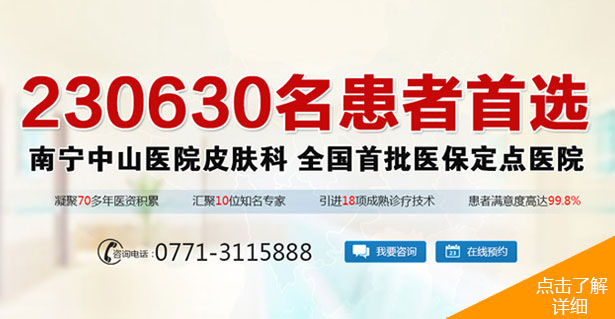 230630名患者首选
南宁中山医院皮肤科 全国首批医保定点医院
凝聚70多年医资积累 汇聚10位知名专家 引进18项成熟诊疗技术 患者满意度高达99.8%
咨询电话：0771-3115888 我要咨询 23 在线预约
点击了解
详细